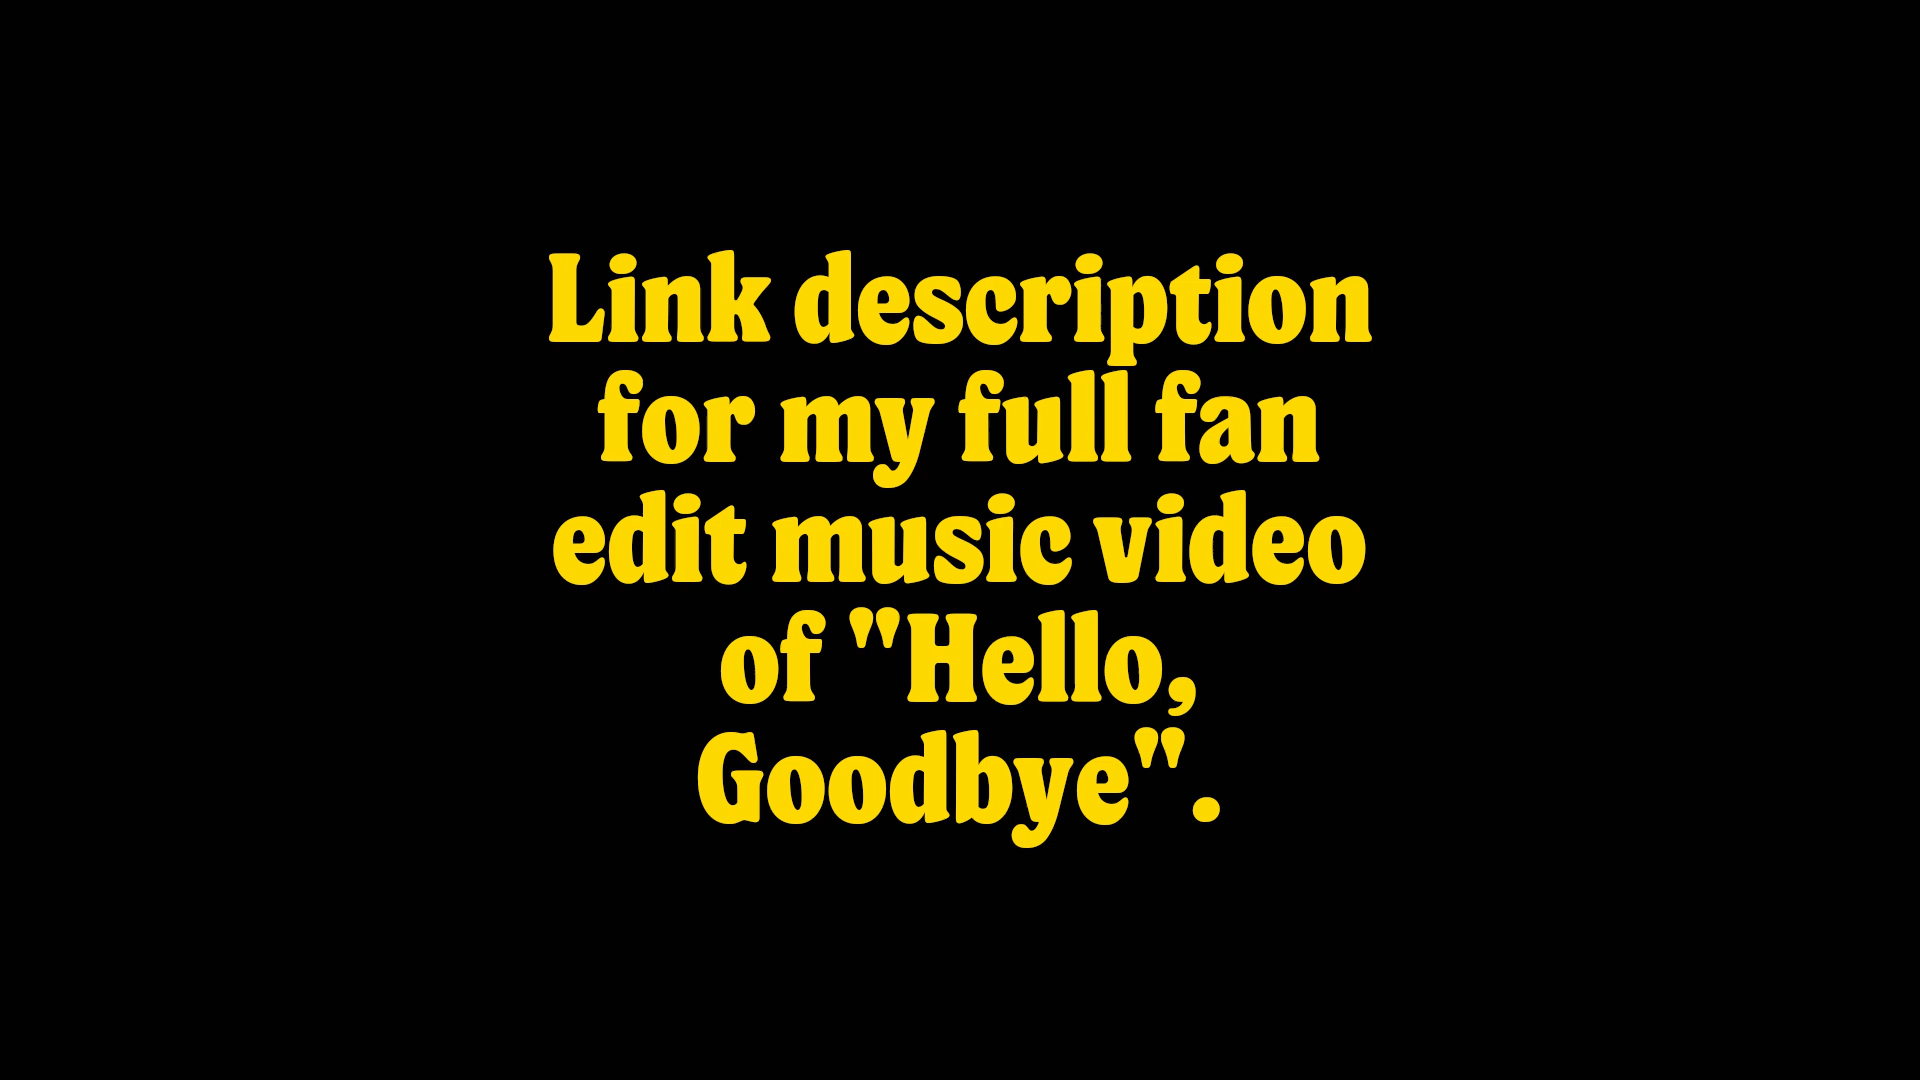 Link description
for my full fan
edit music video
of "Hello,
Goodbye".